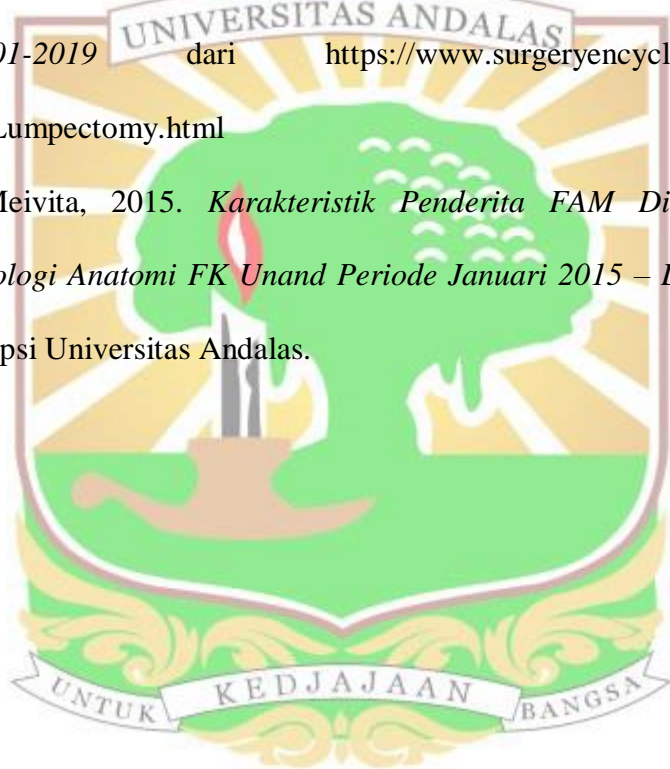 UNIVERSITAS ANDALAS
01-2019 dari https://www.surgeryencycl
Lumpectomy.html
Meivita, 2015. Karakteristik Penderita FAM Di
ologi Anatomi FK Unand Periode Januari 2015 –
psi Universitas Andalas.
UNTUK KEDJAJAAN BANGSA